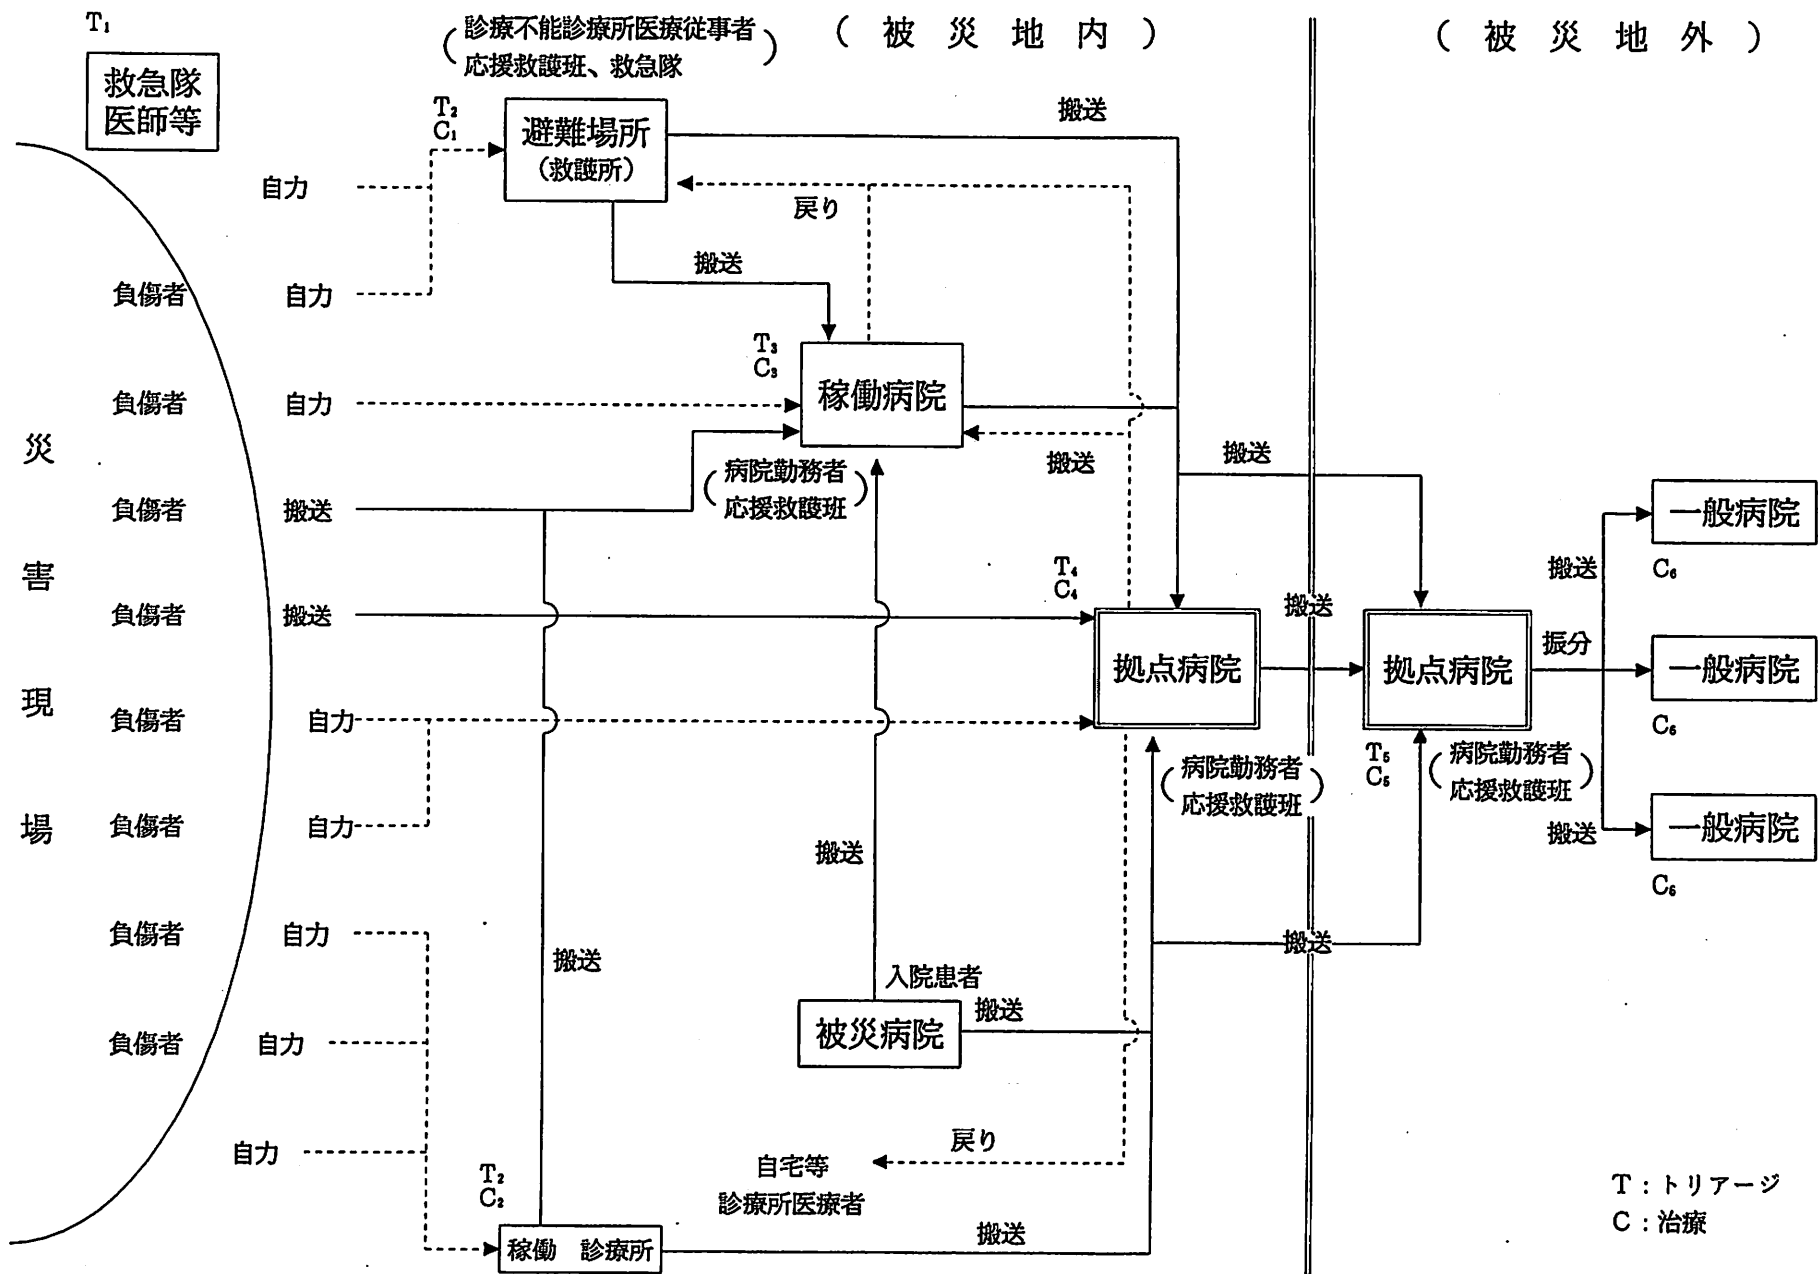 T₁
救急隊
医師等
診療不能診療所医療従事者
応援救護班、救急隊
(被災地内)
(被災地外)
T₂
C₁
避難場所
(救護所)
搬送
自力
戻り
搬送
負傷者
自力
T₃
C₃
稼働病院
負傷者
自力
災害現場
搬送
搬送
(病院勤務者
応援救護班)
負傷者
搬送
一般病院
C₆
搬送
T₄
C₄
負傷者
搬送
搬送
拠点病院
拠点病院
振分
一般病院
C₆
負傷者
自力
T₅
C₅
(病院勤務者
応援救護班)
(病院勤務者
応援救護班)
負傷者
自力
搬送
一般病院
C₆
搬送
負傷者
自力
搬送
搬送
入院患者
被災病院
搬送
負傷者
自力
自力
戻り
自宅等
診療所医療者
T₂
C₂
稼働 診療所
搬送
T:トリアージ
C:治療